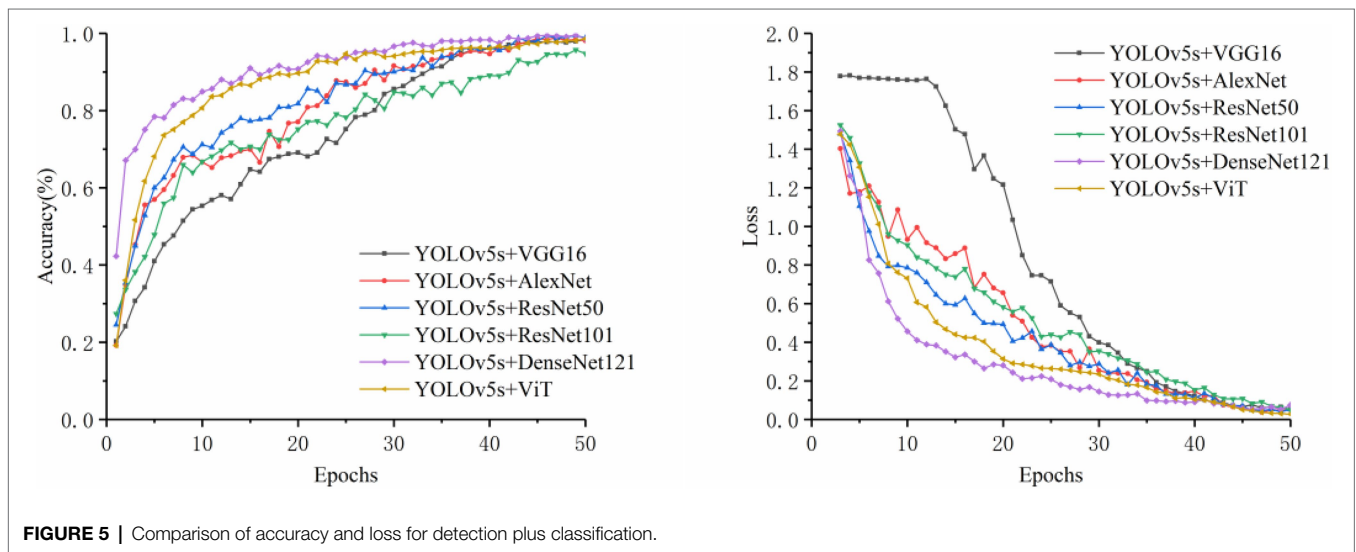 1. 0
0. 8
0. 6
0. 4
0. 2
0. 0
Accuracy(%)
0
10
20
30
40
50
Epochs
YOLOv5s+VGG16
YOLOv5s+AlexNet
YOLOv5s+ResNet50
YOLOv5s+ResNet101
YOLOv5s+DenseNet121
YOLOv5s+ViT
2. 0
1. 8
1. 6
1. 4
1. 2
1. 0
0. 8
0. 6
0. 4
0. 2
0. 0
Loss
0
10
20
30
40
50
Epochs
YOLOv5s+VGG16
YOLOv5s+AlexNet
YOLOv5s+ResNet50
YOLOv5s+ResNet101
YOLOv5s+DenseNet121
YOLOv5s+ViT
FIGURE 5 | Comparison of accuracy and loss for detection plus classification.